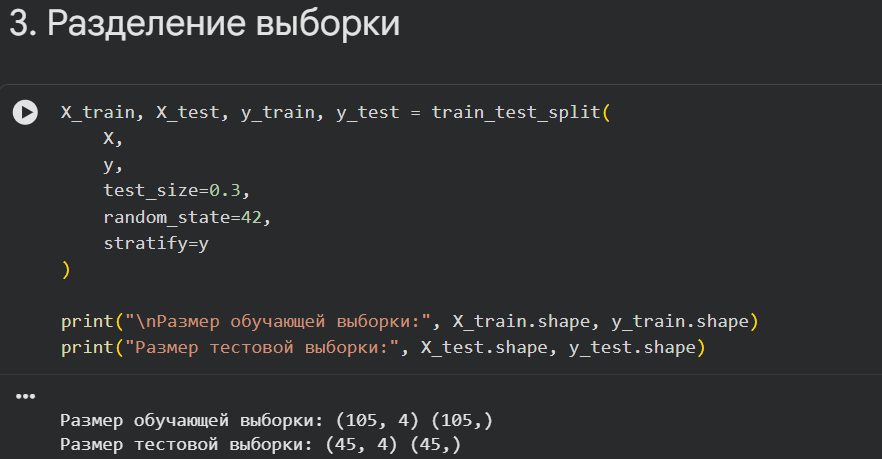 3. Разделение выборки
X_train, X_test, y_train, y_test = train_test_split(
    X,
    y,
    test_size=0.3,
    random_state=42,
    stratify=y
)
print("\nРазмер обучающей выборки:", X_train.shape, y_train.shape)
print("Размер тестовой выборки:", X_test.shape, y_test.shape)
Размер обучающей выборки: (105, 4) (105,)
Размер тестовой выборки: (45, 4) (45,)